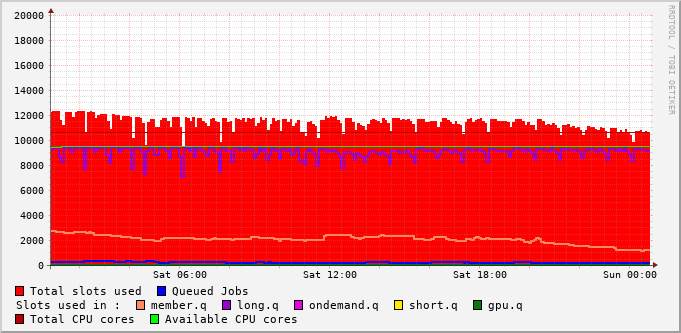 20000
18000
16000
14000
12000
10000
8000
6000
4000
2000
0
Sat 06:00 Sat 12:00 Sat 18:00 Sun 00:00
RRDTOOL / TOBI OETIKER
Total slots used Queued Jobs
Slots used in : member.q long.q ondemand.q short.q gpu.q
Total CPU cores Available CPU cores